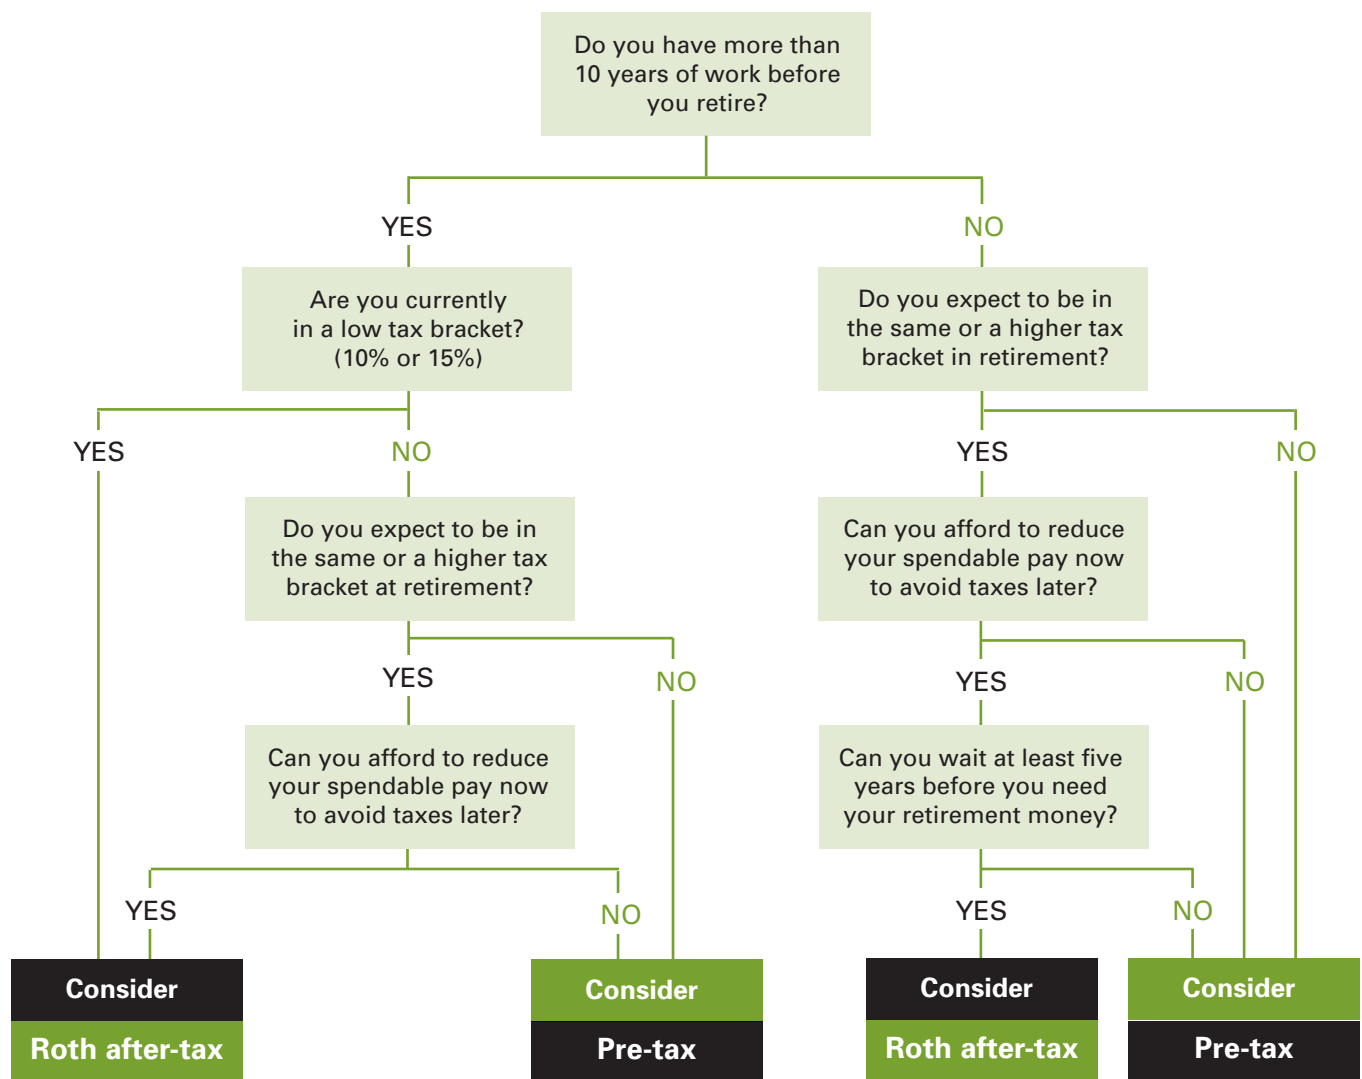 Do you have more than
10 years of work before
you retire?
YES
NO
Are you currently
in a low tax bracket?
(10% or 15%)
Do you expect to be in
the same or a higher tax
bracket in retirement?
YES
NO
YES
NO
Do you expect to be in
the same or a higher tax
bracket at retirement?
Can you afford to reduce
your spendable pay now
to avoid taxes later?
YES
NO
YES
NO
Can you afford to reduce
your spendable pay now
to avoid taxes later?
Can you wait at least five
years before you need
your retirement money?
YES
NO
YES
NO
Consider
Roth after-tax
Consider
Pre-tax
Consider
Roth after-tax
Consider
Pre-tax